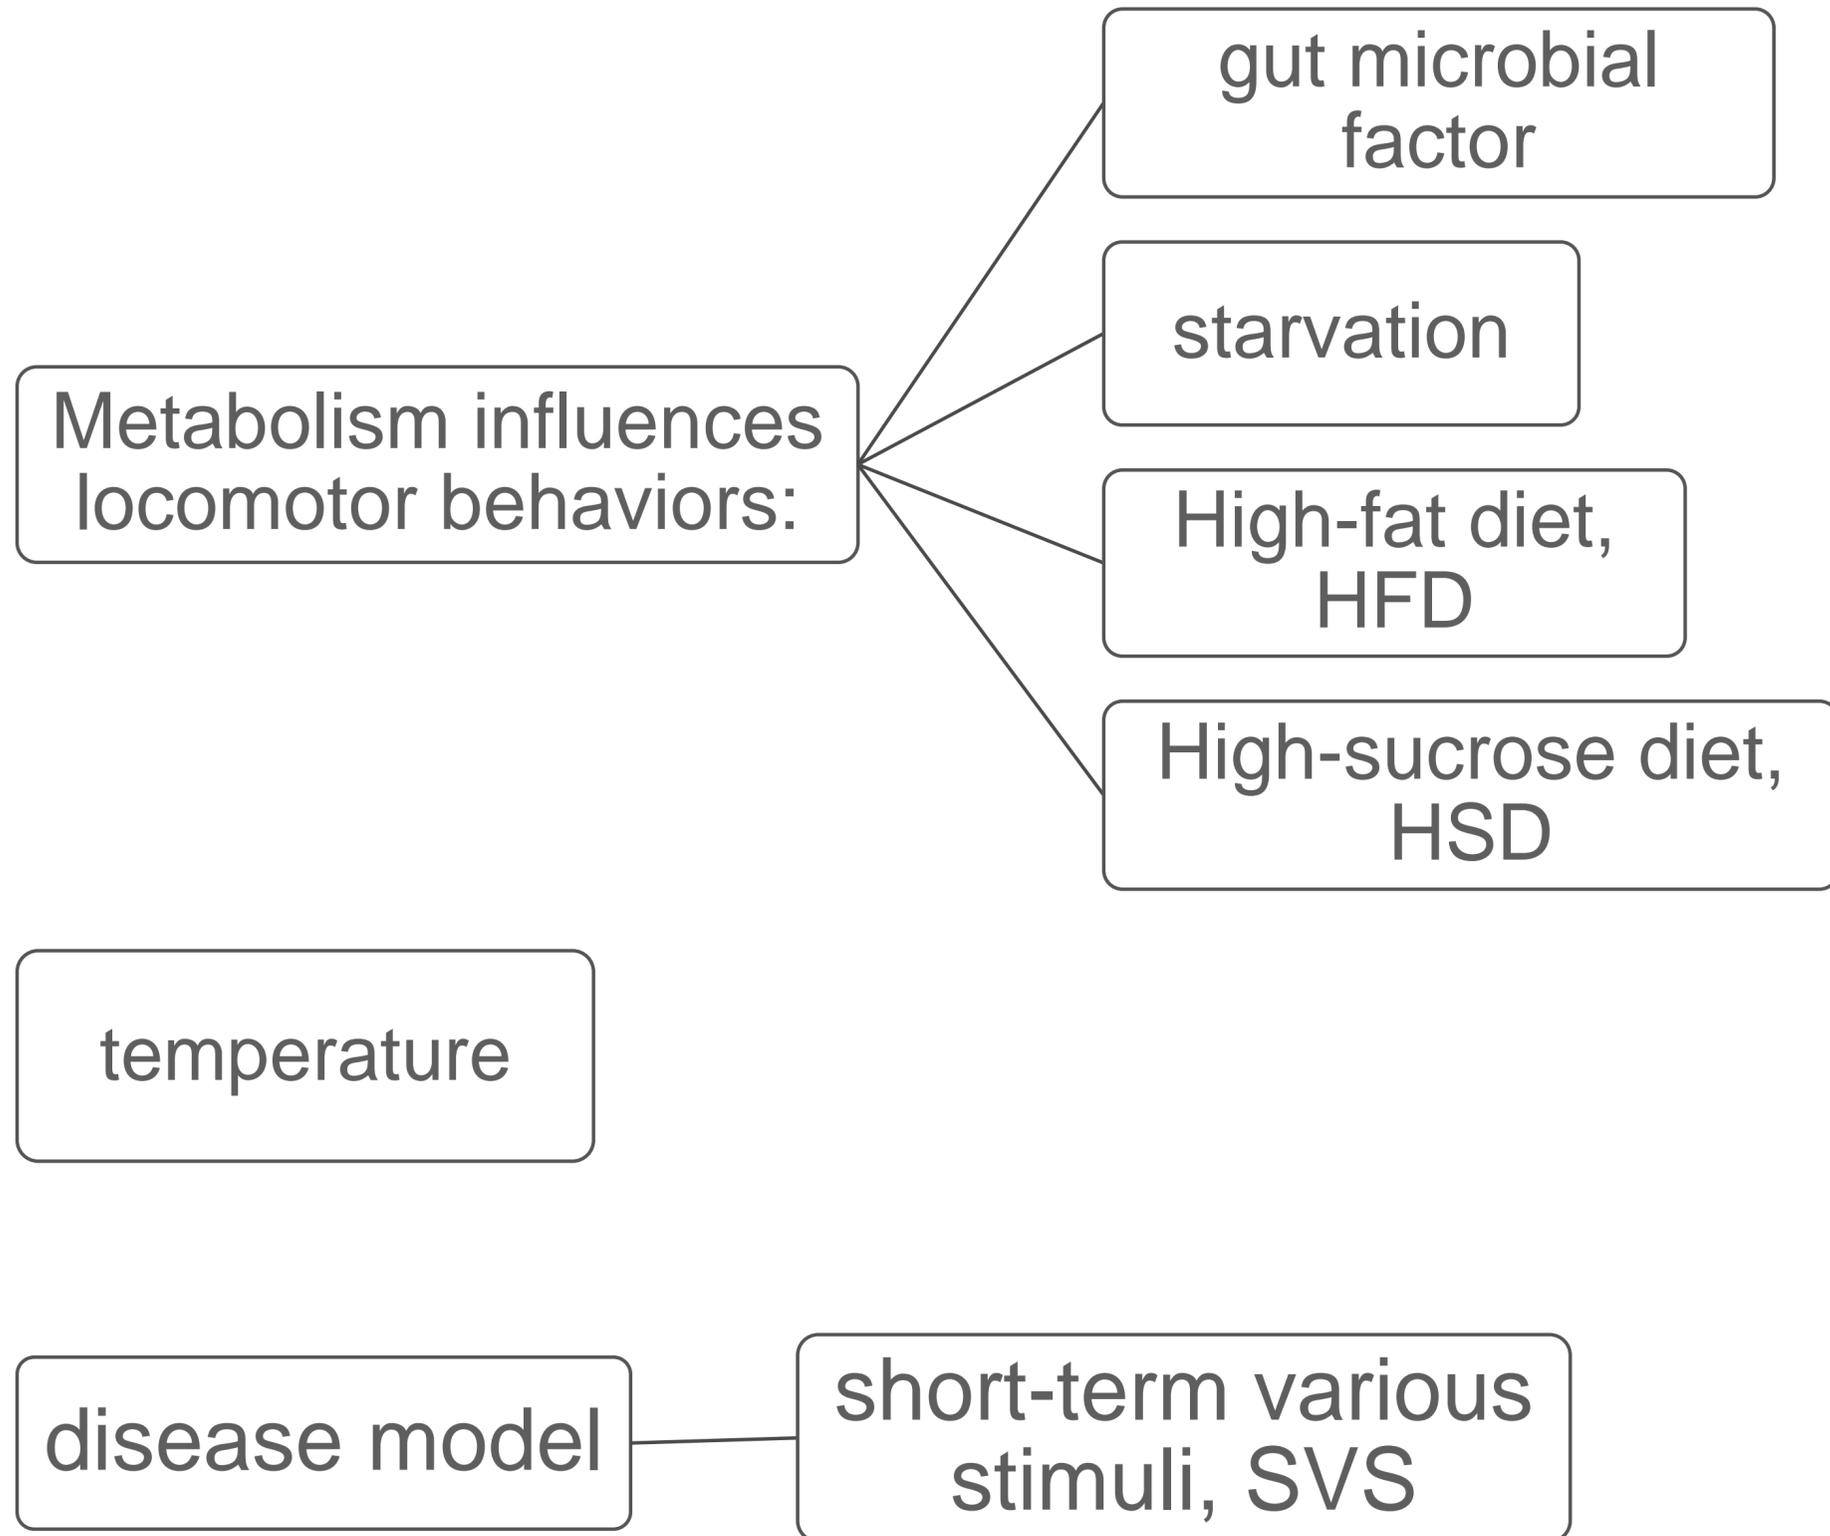 gut microbial
factor
starvation
Metabolism influences
locomotor behaviors:
High-fat diet,
HFD
High-sucrose diet,
HSD
temperature
disease model
short-term various
stimuli, SVS